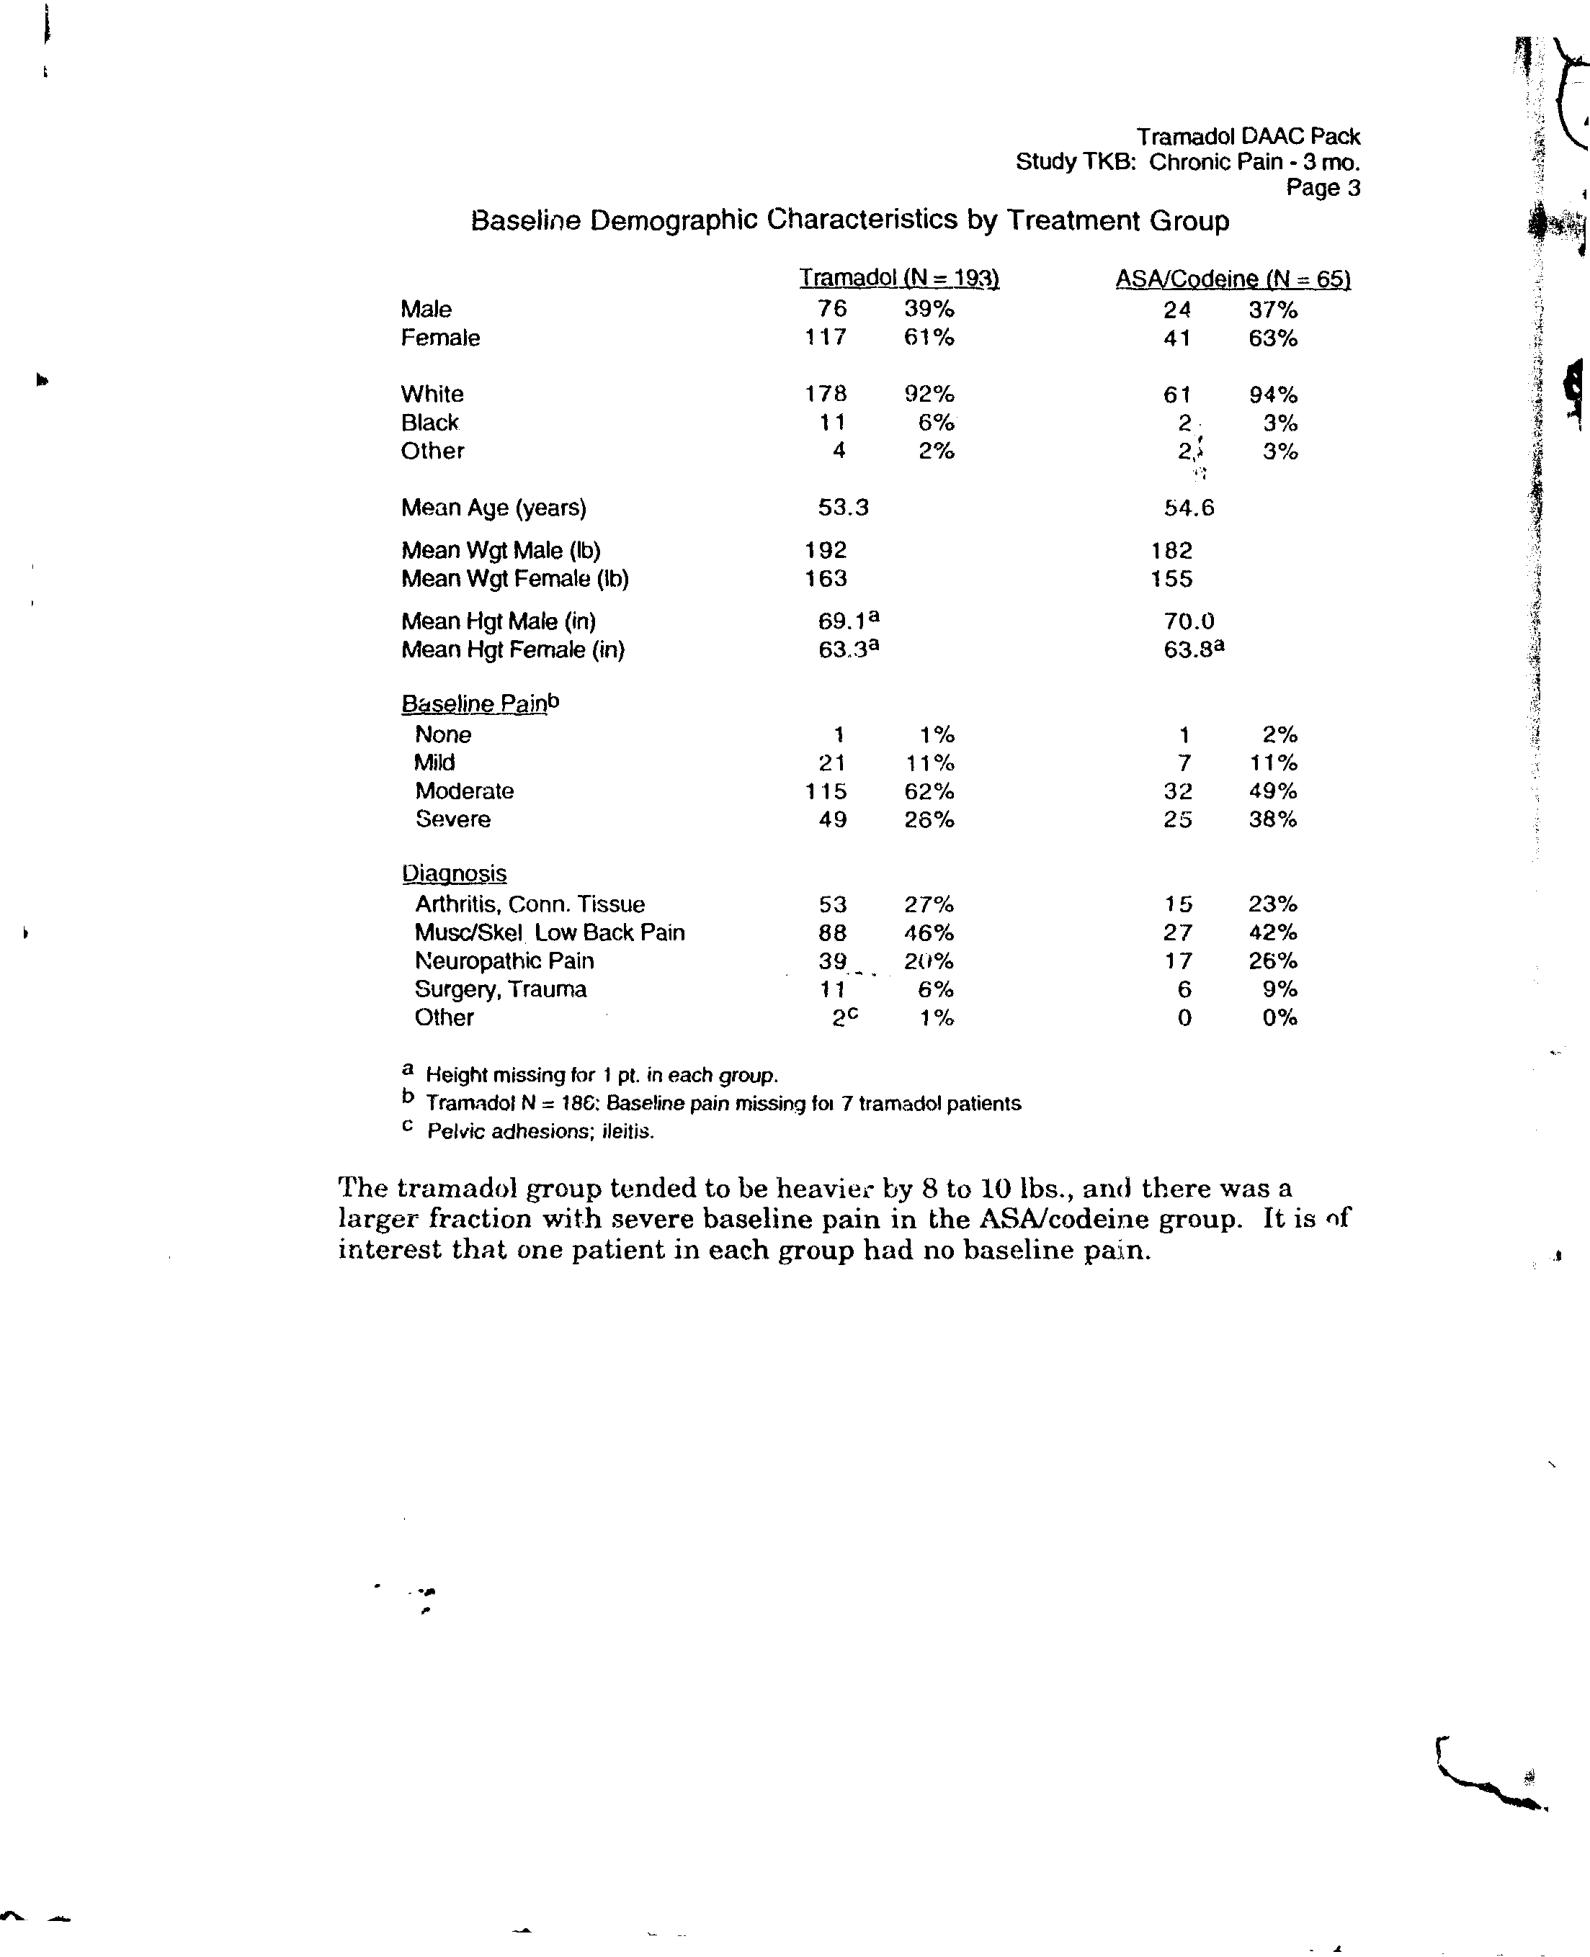 Tramadol DAAC Pack
Study TKB: Chronic Pain - 3 mo.
Page 3
Baseline Demographic Characteristics by Treatment Group
Tramadol (N = 193) ASA/Codeine (N = 65)
Male 76 39% 24 37%
Female 117 61% 41 63%
White 178 92% 61 94%
Black 11 6% 2 3%
Other 4 2% 2 3%
Mean Age (years) 53.3 54.6
Mean Wgt Male (lb) 192 182
Mean Wgt Female (lb) 163 155
Mean Hgt Male (in) 69.1a 70.0
Mean Hgt Female (in) 63.3a 63.8a
Baseline Painb
None 1 1% 1 2%
Mild 21 11% 7 11%
Moderate 115 62% 32 49%
Severe 49 26% 25 38%
Diagnosis
Arthritis, Conn. Tissue 53 27% 15 23%
Musc/Skel Low Back Pain 88 46% 27 42%
Neuropathic Pain 39 20% 17 26%
Surgery, Trauma 11 6% 6 9%
Other 2c 1% 0 0%
a Height missing for 1 pt. in each group.
b Tramadol N = 186: Baseline pain missing for 7 tramadol patients
c Pelvic adhesions; ileitis.
The tramadol group tended to be heavier by 8 to 10 lbs., and there was a
larger fraction with severe baseline pain in the ASA/codeine group. It is of
interest that one patient in each group had no baseline pain.